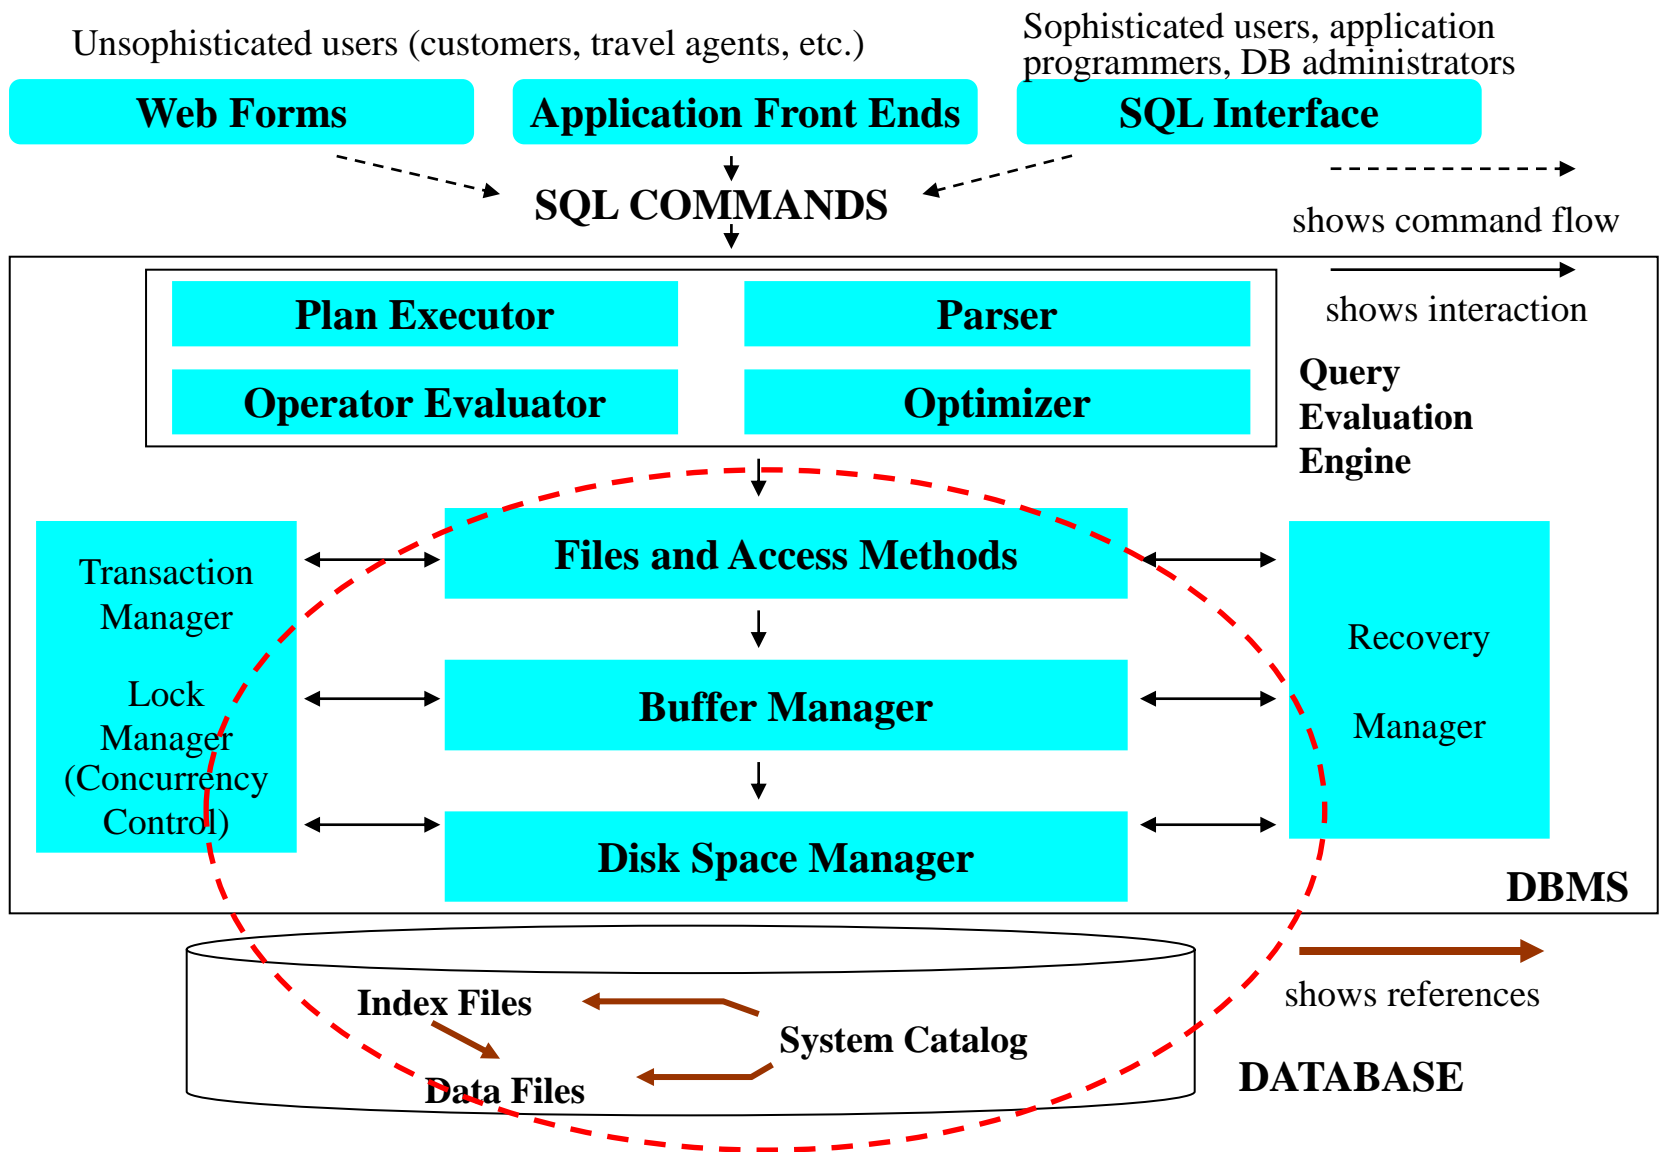 Unsophisticated users (customers, travel agents, etc.)
Sophisticated users, application
programmers, DB administrators
Web Forms
Application Front Ends
SQL Interface
SQL COMMANDS
shows command flow
Plan Executor
Parser
shows interaction
Operator Evaluator
Optimizer
Query
Evaluation
Engine
Files and Access Methods
Transaction
Manager
Lock
Manager
(Concurrency
Control)
Recovery
Manager
Buffer Manager
Disk Space Manager
DBMS
Index Files
shows references
System Catalog
Data Files
DATABASE